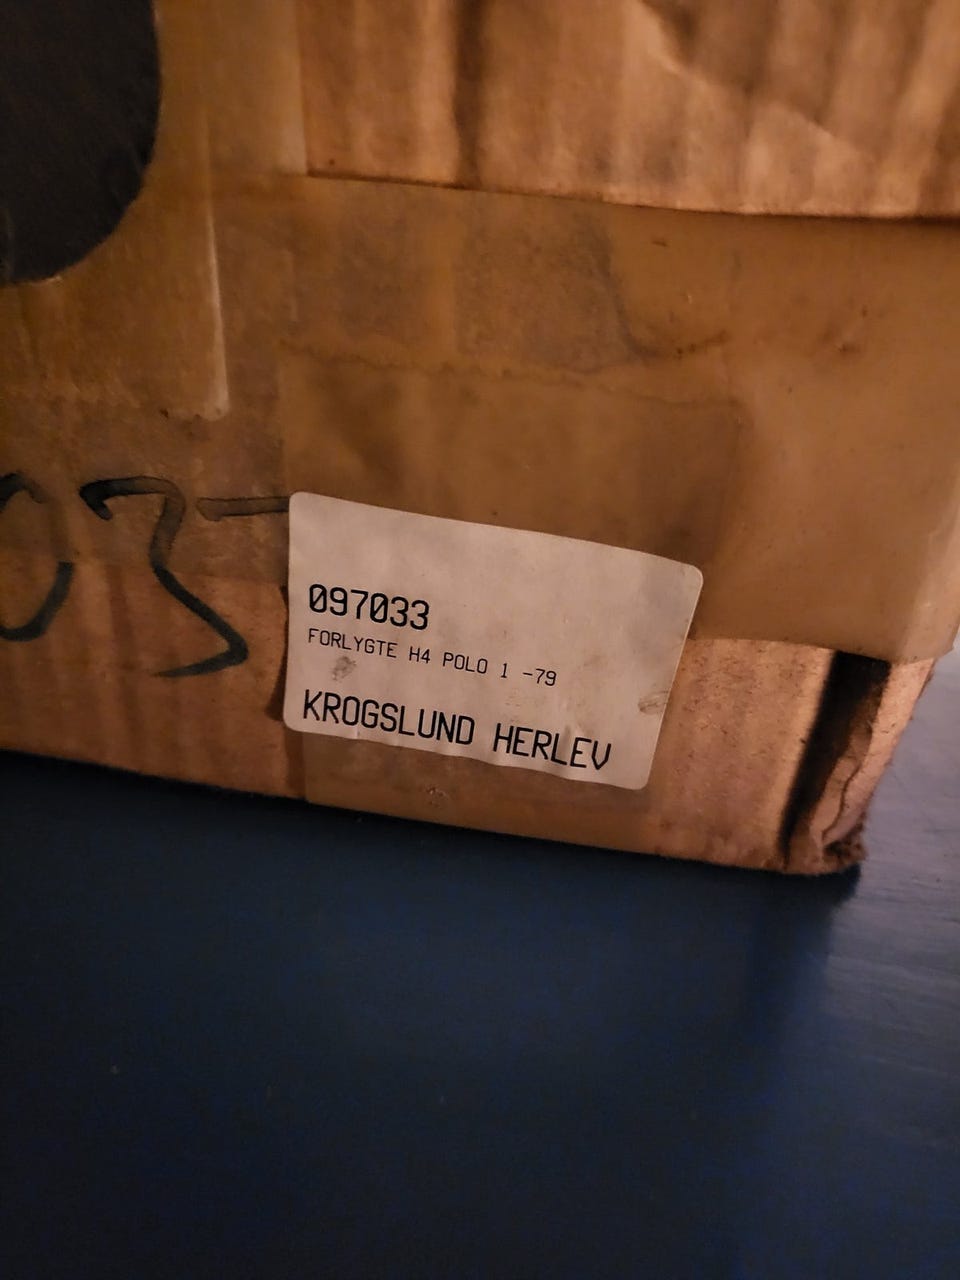 097033
FORLYGTE H4 POLO 1 -79
KROGSLUND HERLEV